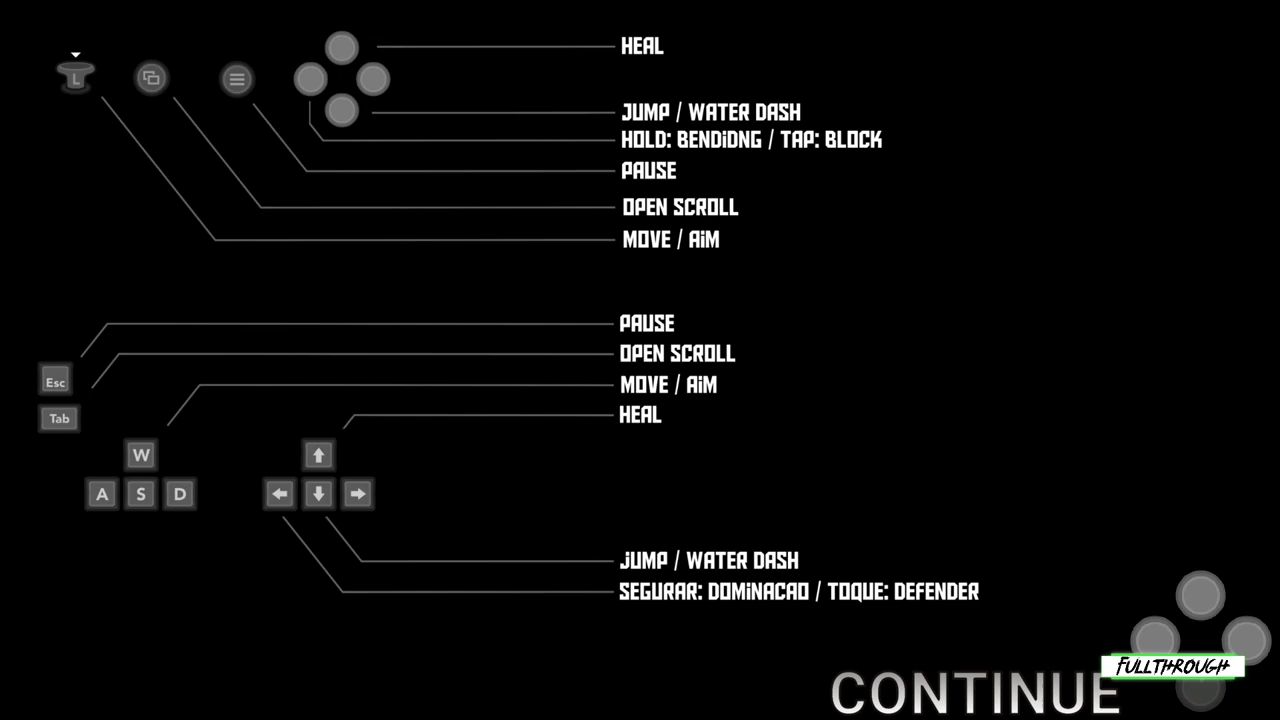 HEAL
L
JUMP / WATER DASH
HOLD: BENDIDNG / TAP: BLOCK
PAUSE
OPEN SCROLL
MOVE / AIM
PAUSE
OPEN SCROLL
Esc
MOVE / AIM
Tab
HEAL
W
A S D
JUMP / WATER DASH
SEGURAR: DOMINACAO / TOQUE: DEFENDER
FULLTHROUGH
CONTINUE